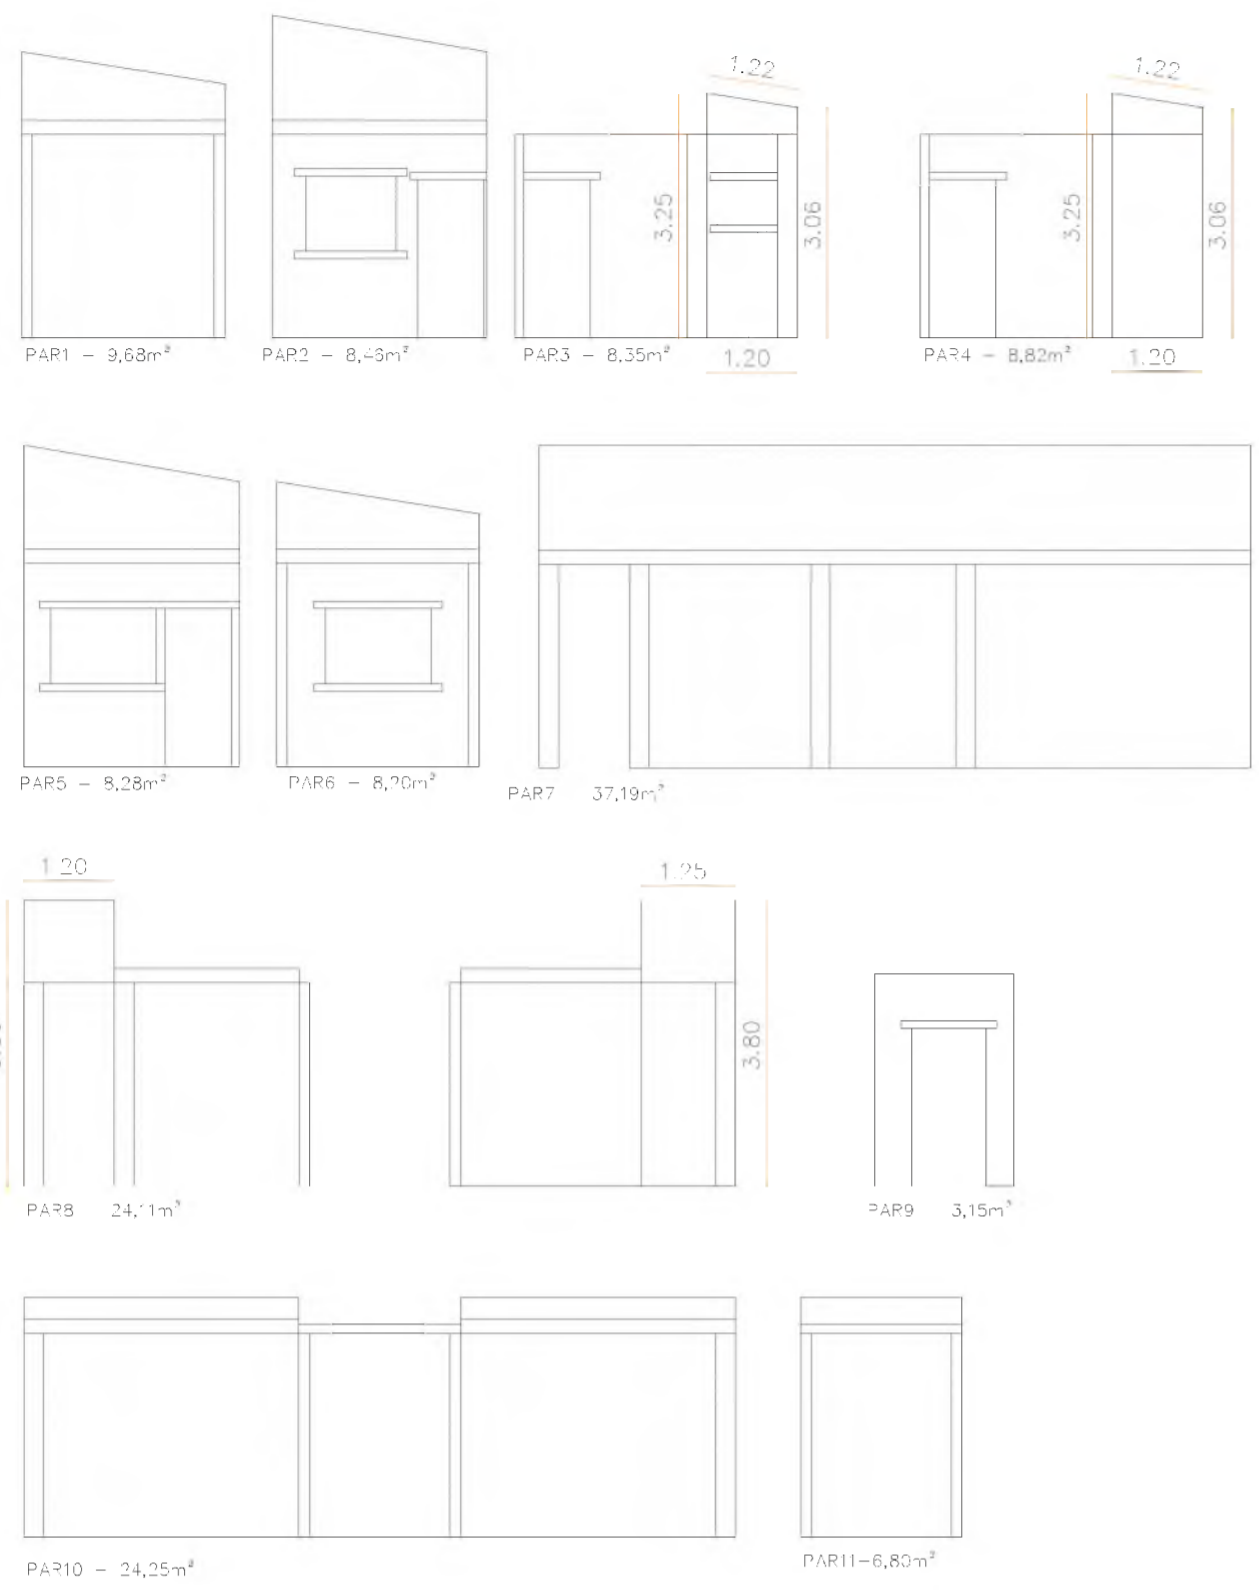 1.22
1.22
3.25
3.06
3.25
3.06
PAR1 - 9,68m²
PAR2 - 8,46m²
PAR3 - 8,35m²
1.20
PAR4 - 8,82m²
1.20
PAR5 - 8,28m²
PAR6 - 8,20m²
PAR7 37,19m²
1.20
1.25
3.80
PAR8 24,11m²
PAR9 3,15m²
PAR10 - 24,25m²
PAR11-6,80m²